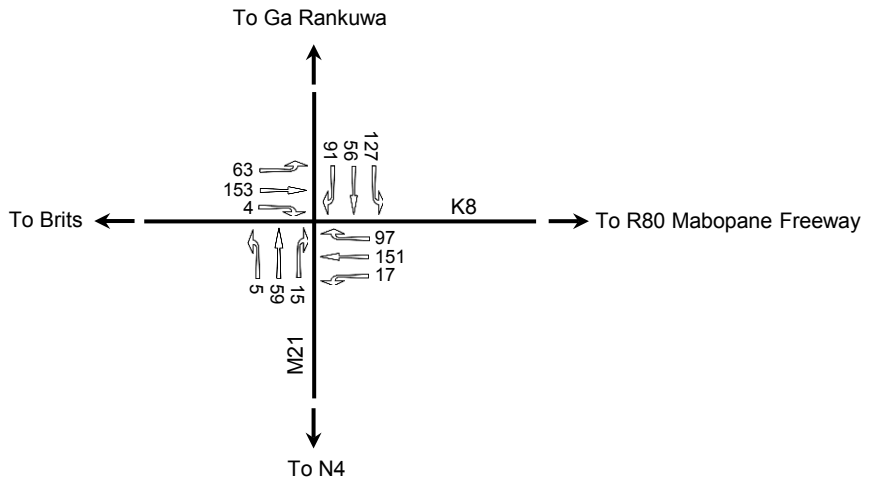 To Ga Rankuwa
91
56
127
63
153
4
To Brits
K8
To R80 Mabopane Freeway
97
151
17
5
59
15
M21
To N4